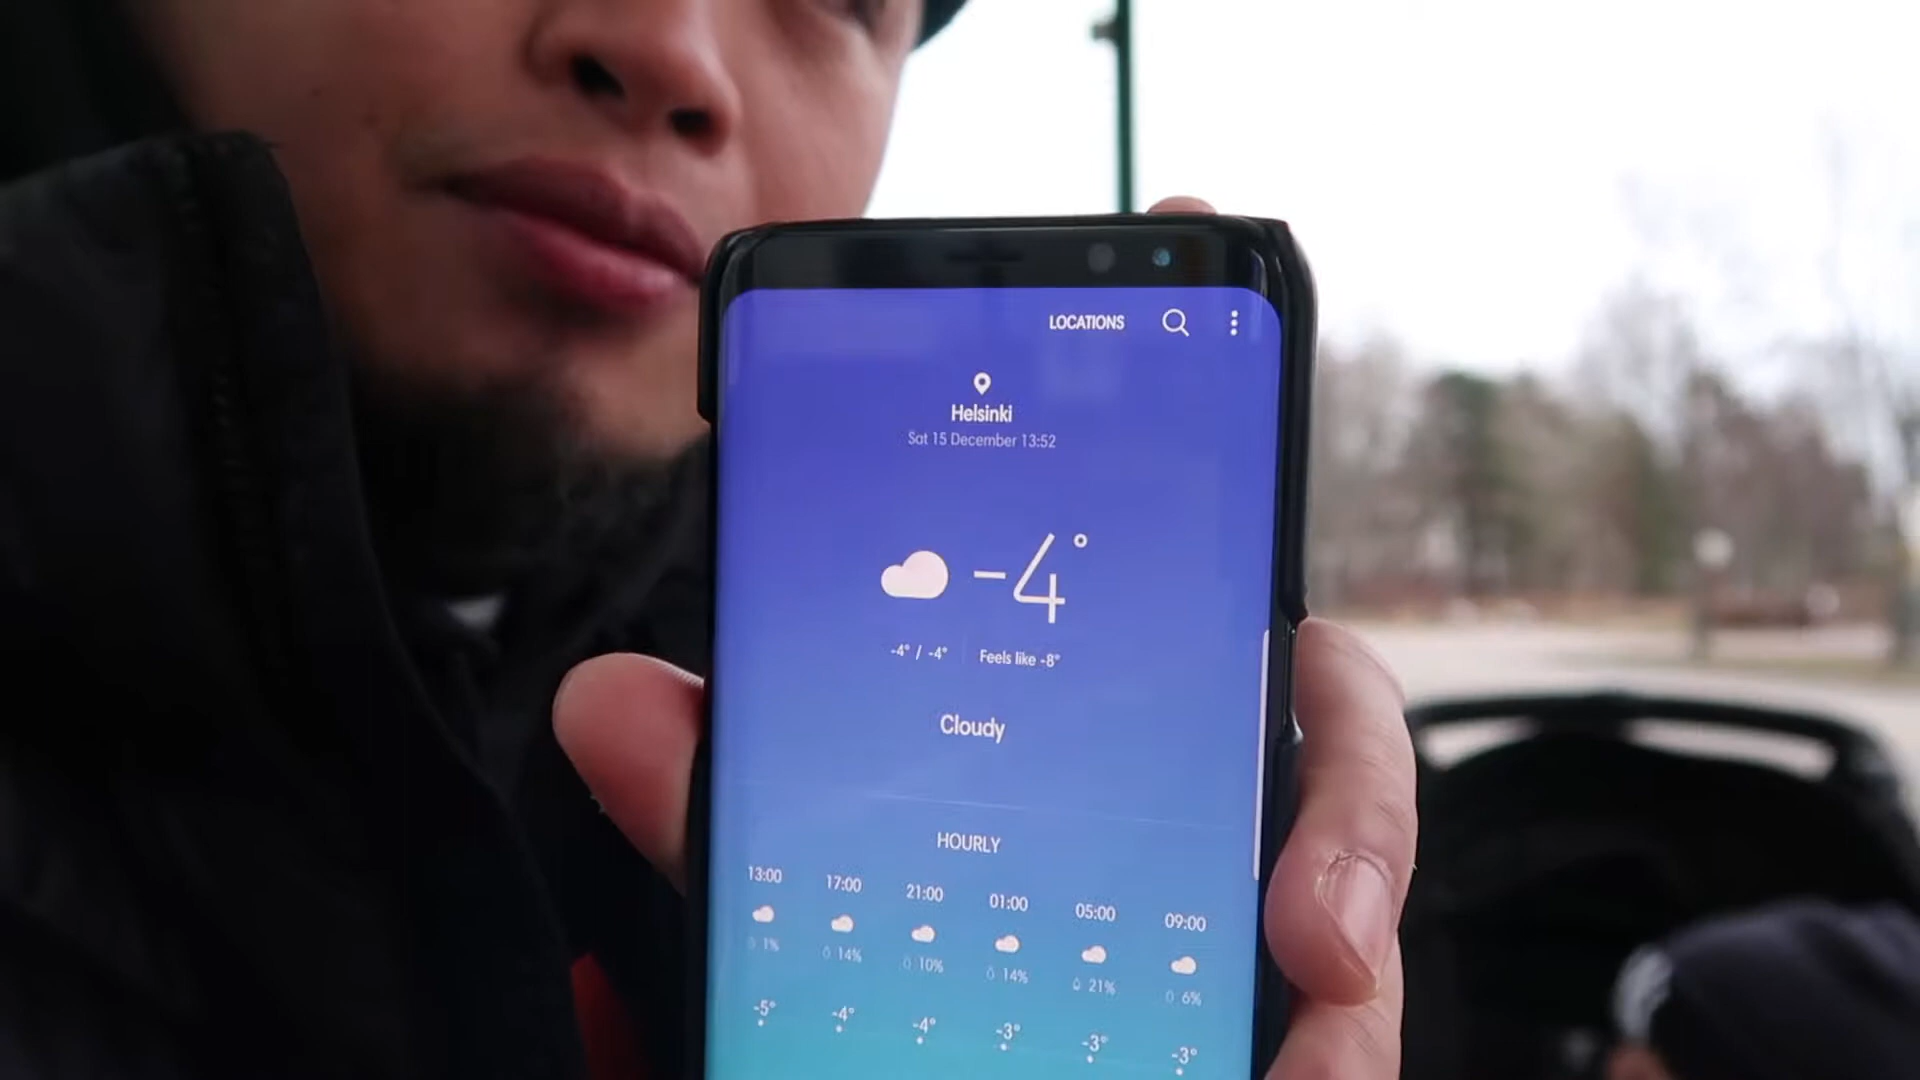 LOCATIONS
Helsinki
Sat 15 December 13:52
-4°
-4° / -4° Feels like -8°
Cloudy
HOURLY
13:00 17:00 21:00 01:00 05:00 09:00
1% 14% 10% 14% 21% 6%
-5° -4° -4° -3° -3° -3°